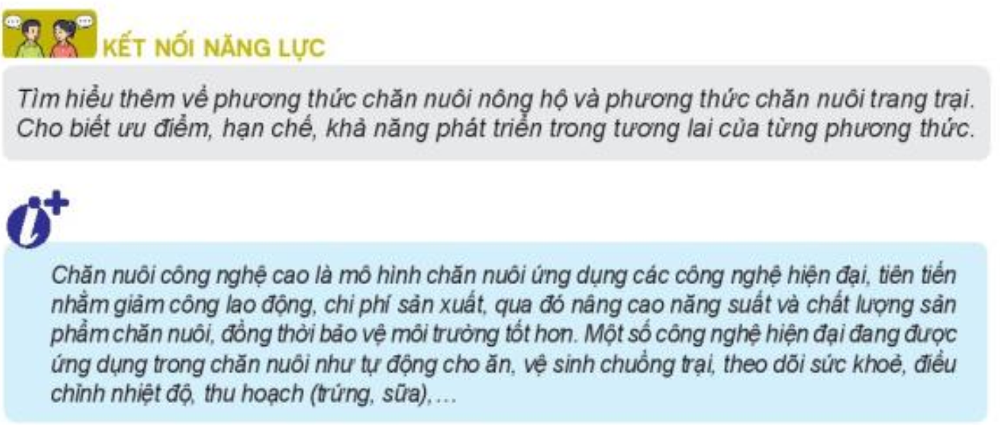 KẾT NỐI NĂNG LỰC
Tìm hiểu thêm về phương thức chăn nuôi nông hộ và phương thức chăn nuôi trang trại.
Cho biết ưu điểm, hạn chế, khả năng phát triển trong tương lai của từng phương thức.
i+
Chăn nuôi công nghệ cao là mô hình chăn nuôi ứng dụng các công nghệ hiện đại, tiên tiến
nhằm giảm công lao động, chi phí sản xuất, qua đó nâng cao năng suất và chất lượng sản
phẩm chăn nuôi, đồng thời bảo vệ môi trường tốt hơn. Một số công nghệ hiện đại đang được
ứng dụng trong chăn nuôi như tự động cho ăn, vệ sinh chuồng trại, theo dõi sức khoẻ, điều
chỉnh nhiệt độ, thu hoạch (trứng, sữa),...